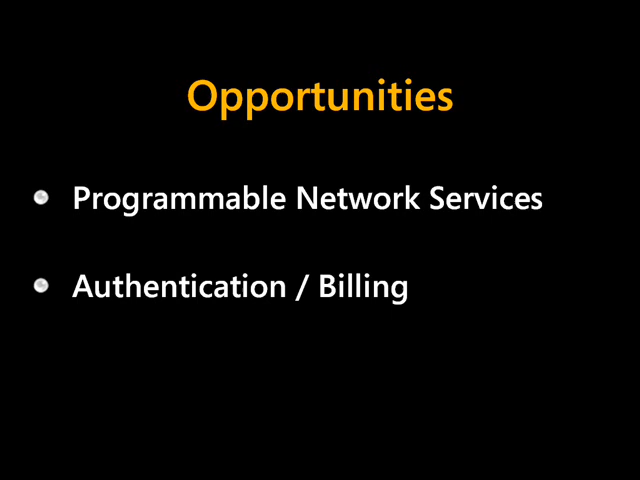 Opportunities
Programmable Network Services
Authentication / Billing